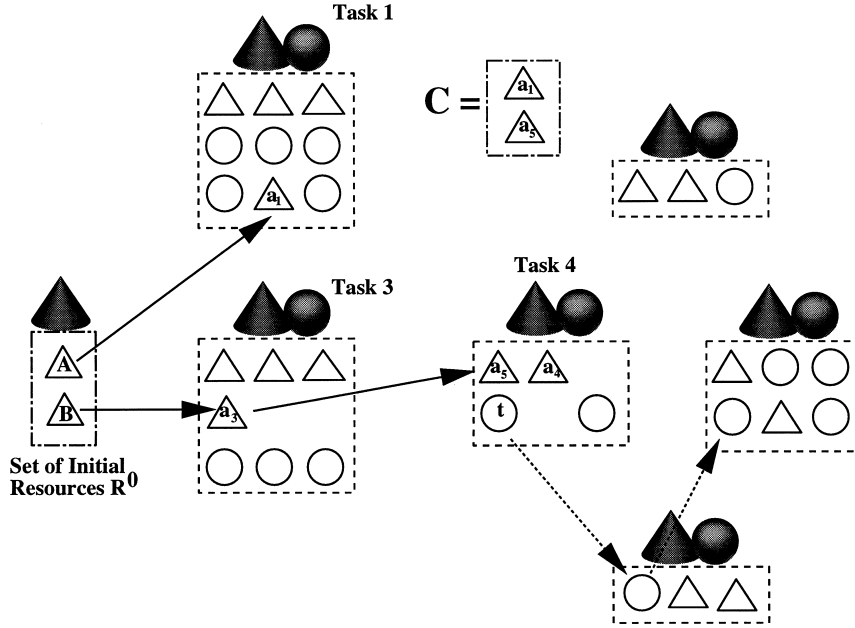 Task 1
C =
a₁
a₅
a₁
Task 3
Task 4
A
B
a₃
a₅ a₄
t
Set of Initial
Resources R⁰